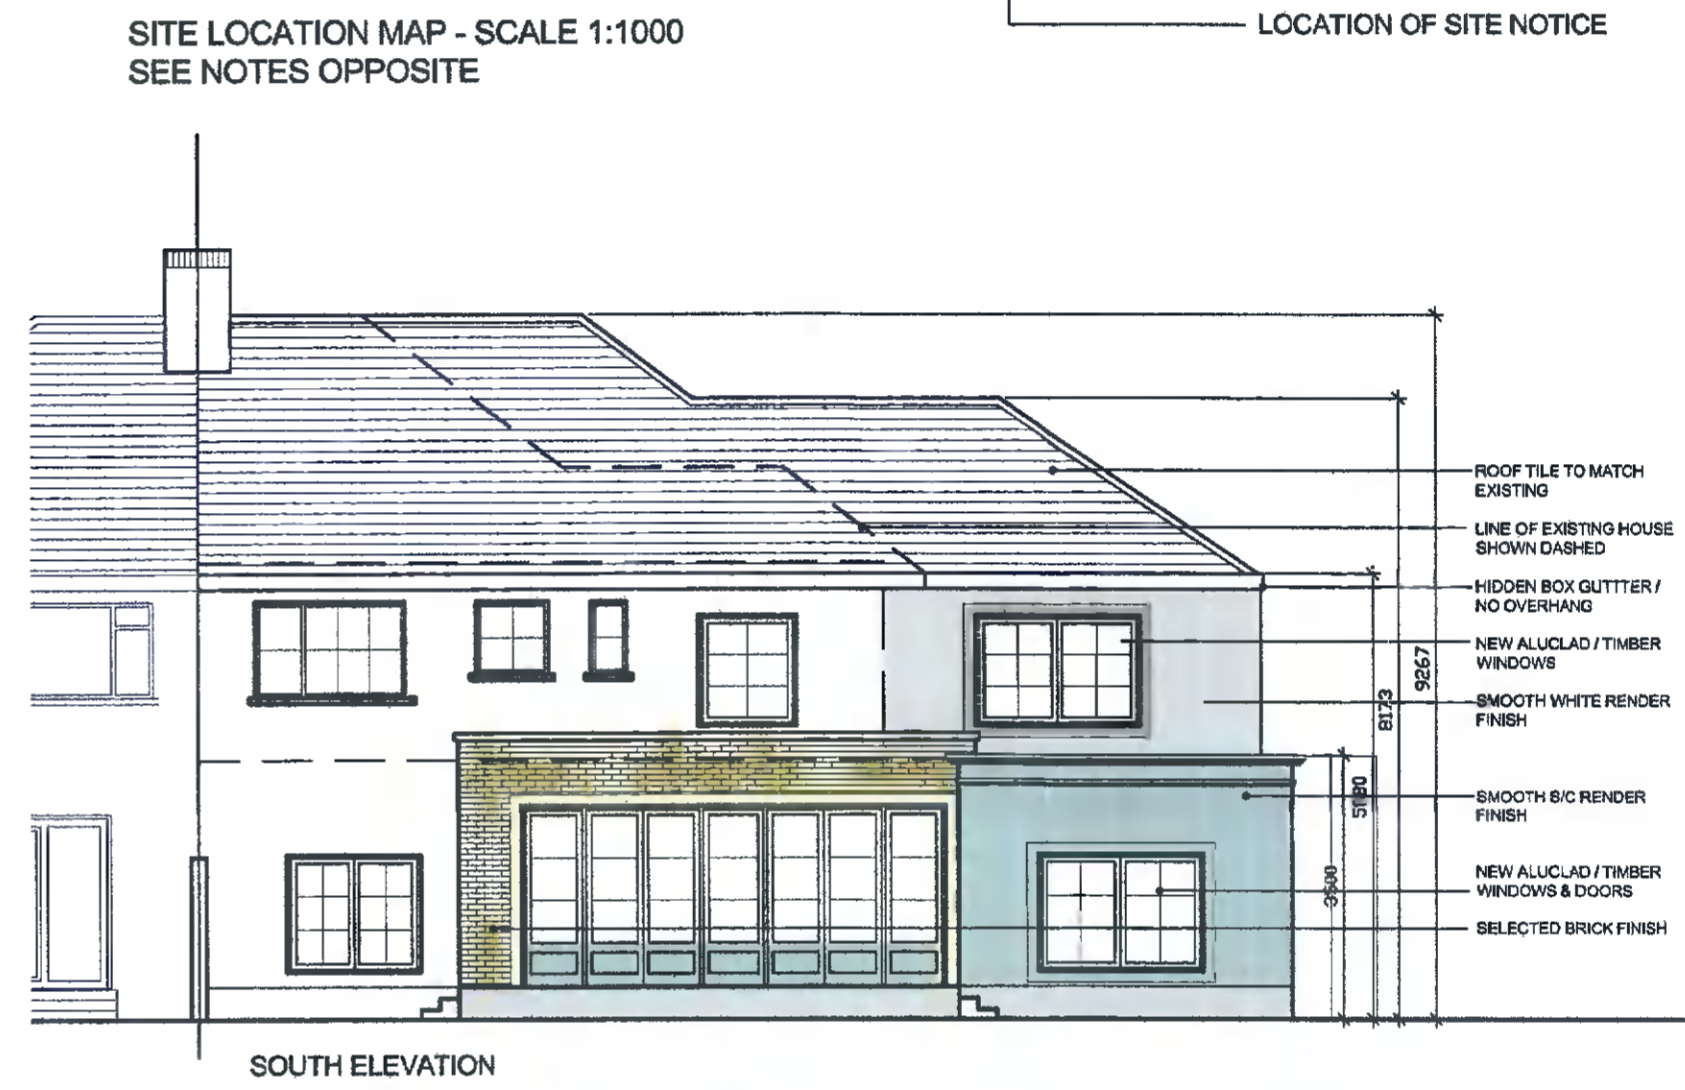 SITE LOCATION MAP - SCALE 1:1000
SEE NOTES OPPOSITE
LOCATION OF SITE NOTICE
ROOF TILE TO MATCH
EXISTING
LINE OF EXISTING HOUSE
SHOWN DASHED
HIDDEN BOX GUTTTER /
NO OVERHANG
NEW ALUCLAD / TIMBER
WINDOWS
SMOOTH WHITE RENDER
FINISH
SMOOTH S/C RENDER
FINISH
NEW ALUCLAD / TIMBER
WINDOWS & DOORS
SELECTED BRICK FINISH
9267
8173
3500
SOUTH ELEVATION